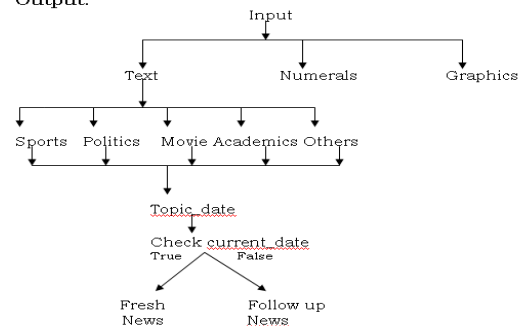 Output:
Input
Text Numerals Graphics
Sports Politics Movie Academics Others
Topic_date
Check current_date
True False
Fresh Follow up
News News